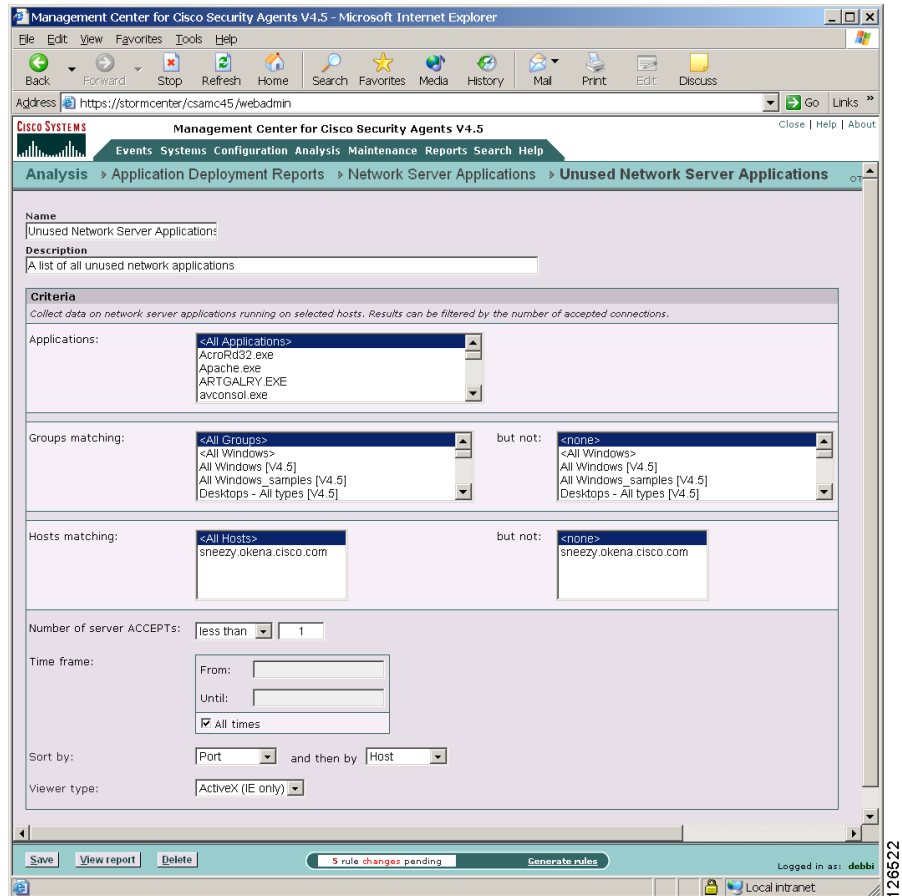 Management Center for Cisco Security Agents V4.5 - Microsoft Internet Explorer
File Edit View Favorites Tools Help
Back Forward Stop Refresh Home Search Favorites Media History Mail Print Edit Discuss
Address https://stormcenter/csamc45/webadmin Go Links »
CISCO SYSTEMS Management Center for Cisco Security Agents V4.5 Close | Help | About
Events Systems Configuration Analysis Maintenance Reports Search Help
Analysis > Application Deployment Reports > Network Server Applications > Unused Network Server Applications
Name
Unused Network Server Applications
Description
A list of all unused network applications
Criteria
Collect data on network server applications running on selected hosts. Results can be filtered by the number of accepted connections.
Applications:
<All Applications>
AcroRd32.exe
Apache.exe
ARTGALRY.EXE
avconsol.exe
Groups matching:
<All Groups>
<All Windows>
All Windows [V4.5]
All Windows_samples [V4.5]
Desktops - All types [V4.5]
but not:
<none>
<All Windows>
All Windows [V4.5]
All Windows_samples [V4.5]
Desktops - All types [V4.5]
Hosts matching:
<All Hosts>
sneezy.okena.cisco.com
but not:
<none>
sneezy.okena.cisco.com
Number of server ACCEPTs: less than 1
Time frame:
From:
Until:
All times
Sort by: Port and then by Host
Viewer type: ActiveX (IE only)
Save View report Delete 5 rule changes pending Generate rules Logged in as: debbi
Local intranet
126522